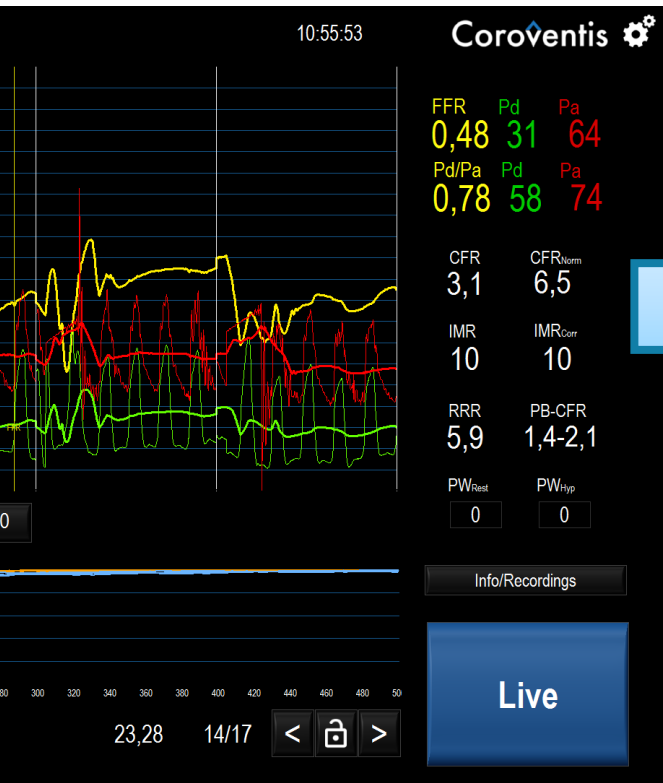 10:55:53
Coroventis
FFR Pd Pa
0,48 31 64
Pd/Pa Pd Pa
0,78 58 74
CFR CFRNorm
3,1 6,5
IMR IMRCorr
10 10
RRR PB-CFR
5,9 1,4-2,1
PWRest PWHyp
0 0
FFR
0
Info/Recordings
80 300 320 340 360 380 400 420 440 460 480 50
Live
23,28 14/17 < >